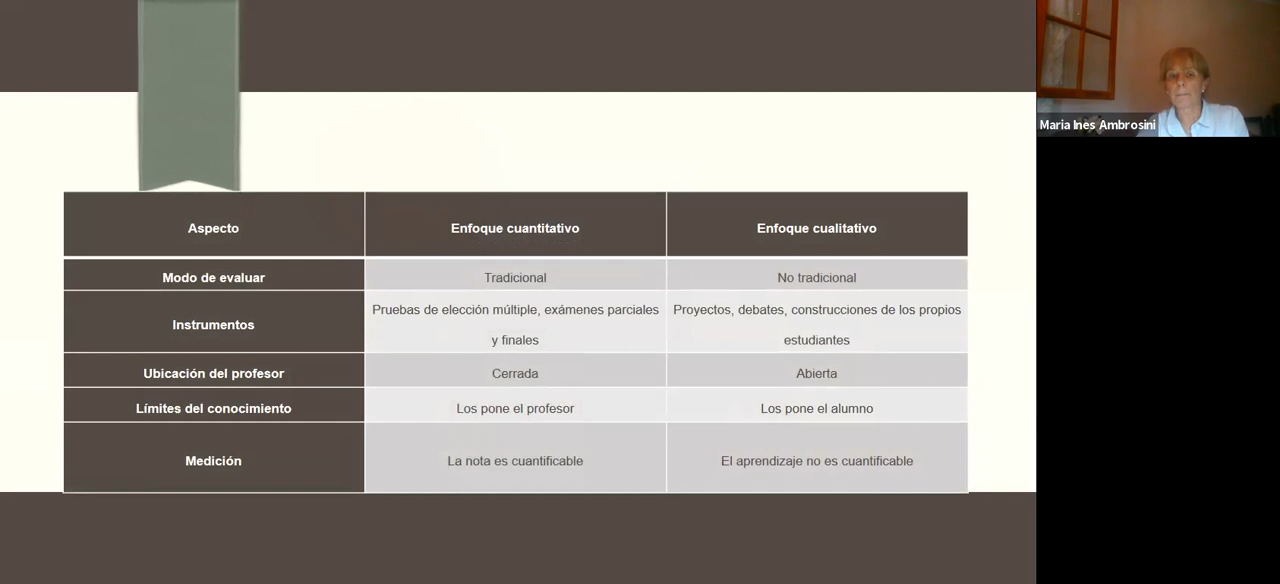 Aspecto
Enfoque cuantitativo
Enfoque cualitativo
Modo de evaluar
Tradicional
No tradicional
Instrumentos
Pruebas de elección múltiple, exámenes parciales
y finales
Proyectos, debates, construcciones de los propios
estudiantes
Ubicación del profesor
Cerrada
Abierta
Límites del conocimiento
Los pone el profesor
Los pone el alumno
Medición
La nota es cuantificable
El aprendizaje no es cuantificable
Maria Ines Ambrosini